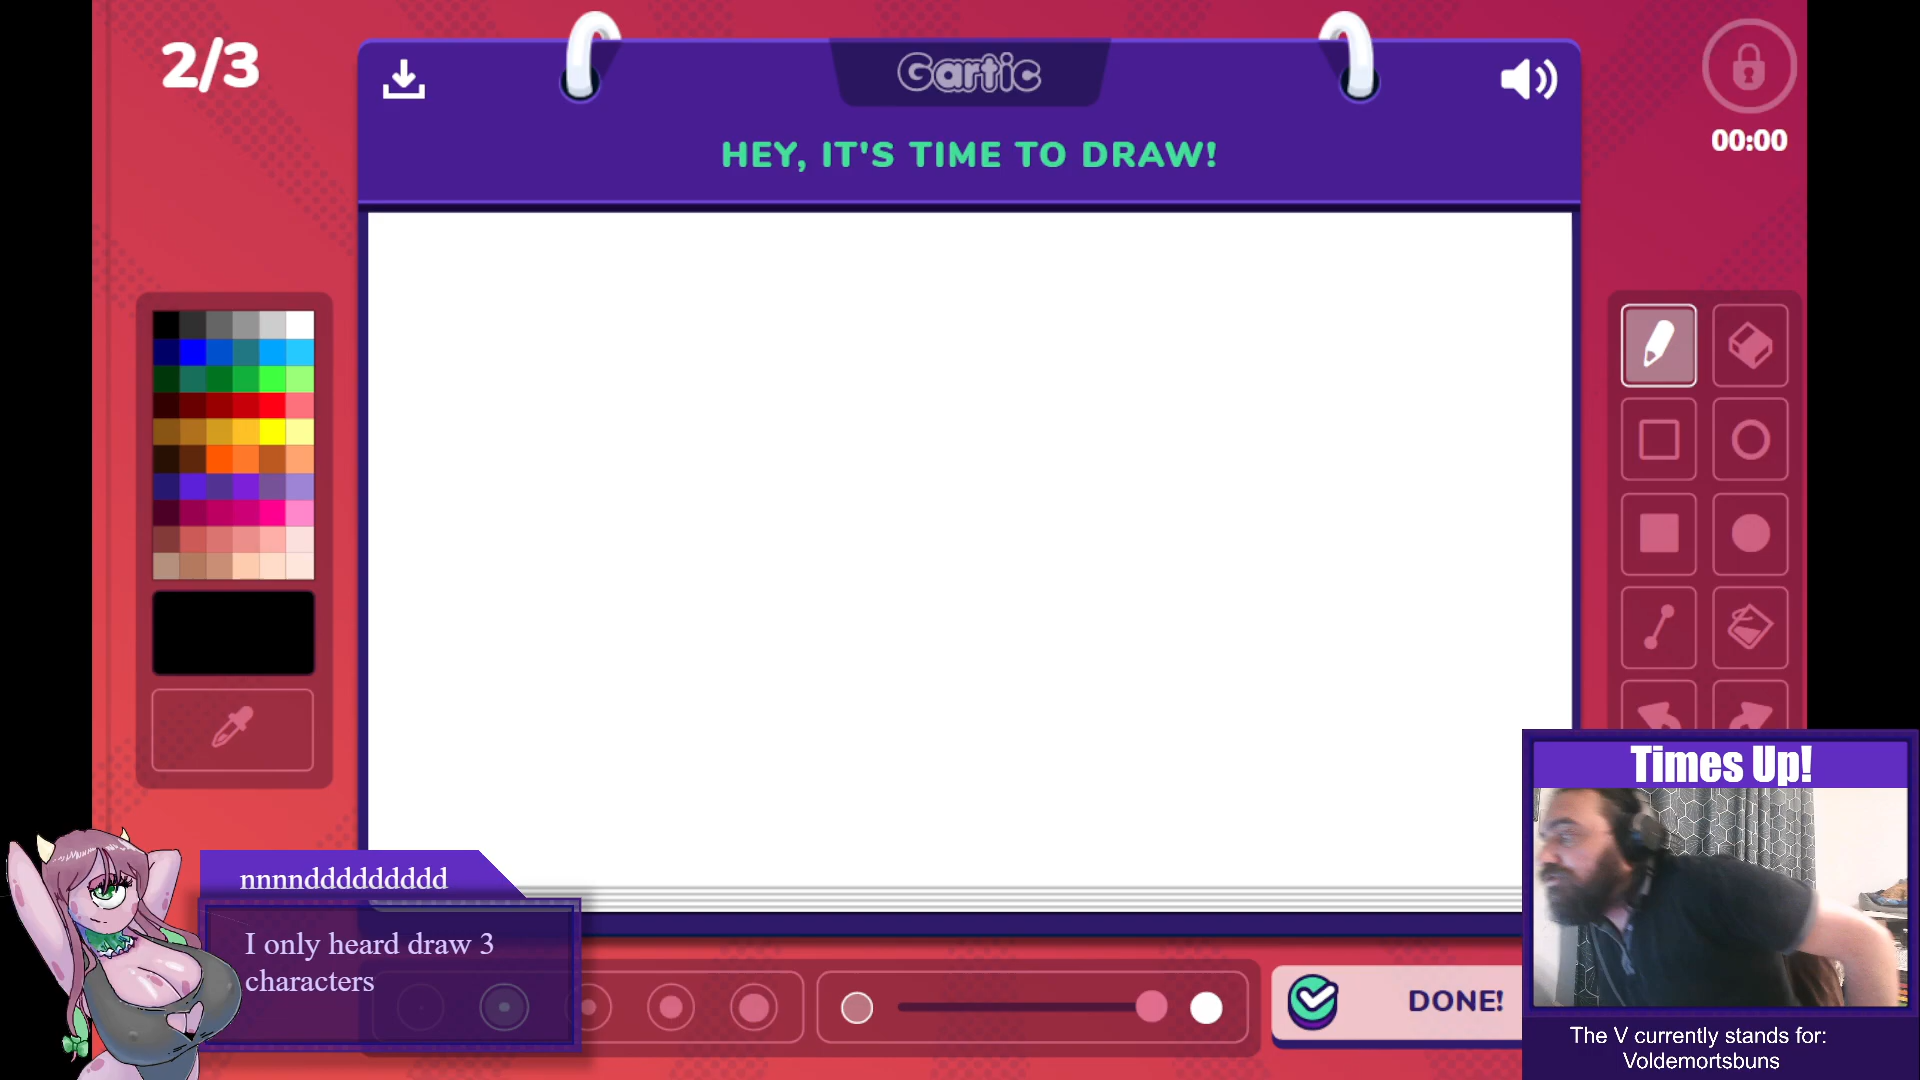 2/3
Gartic
HEY, IT'S TIME TO DRAW!
00:00
Times Up!
nnnnddddddddd
I only heard draw 3
characters
DONE!
The V currently stands for:
Voldemortsbuns